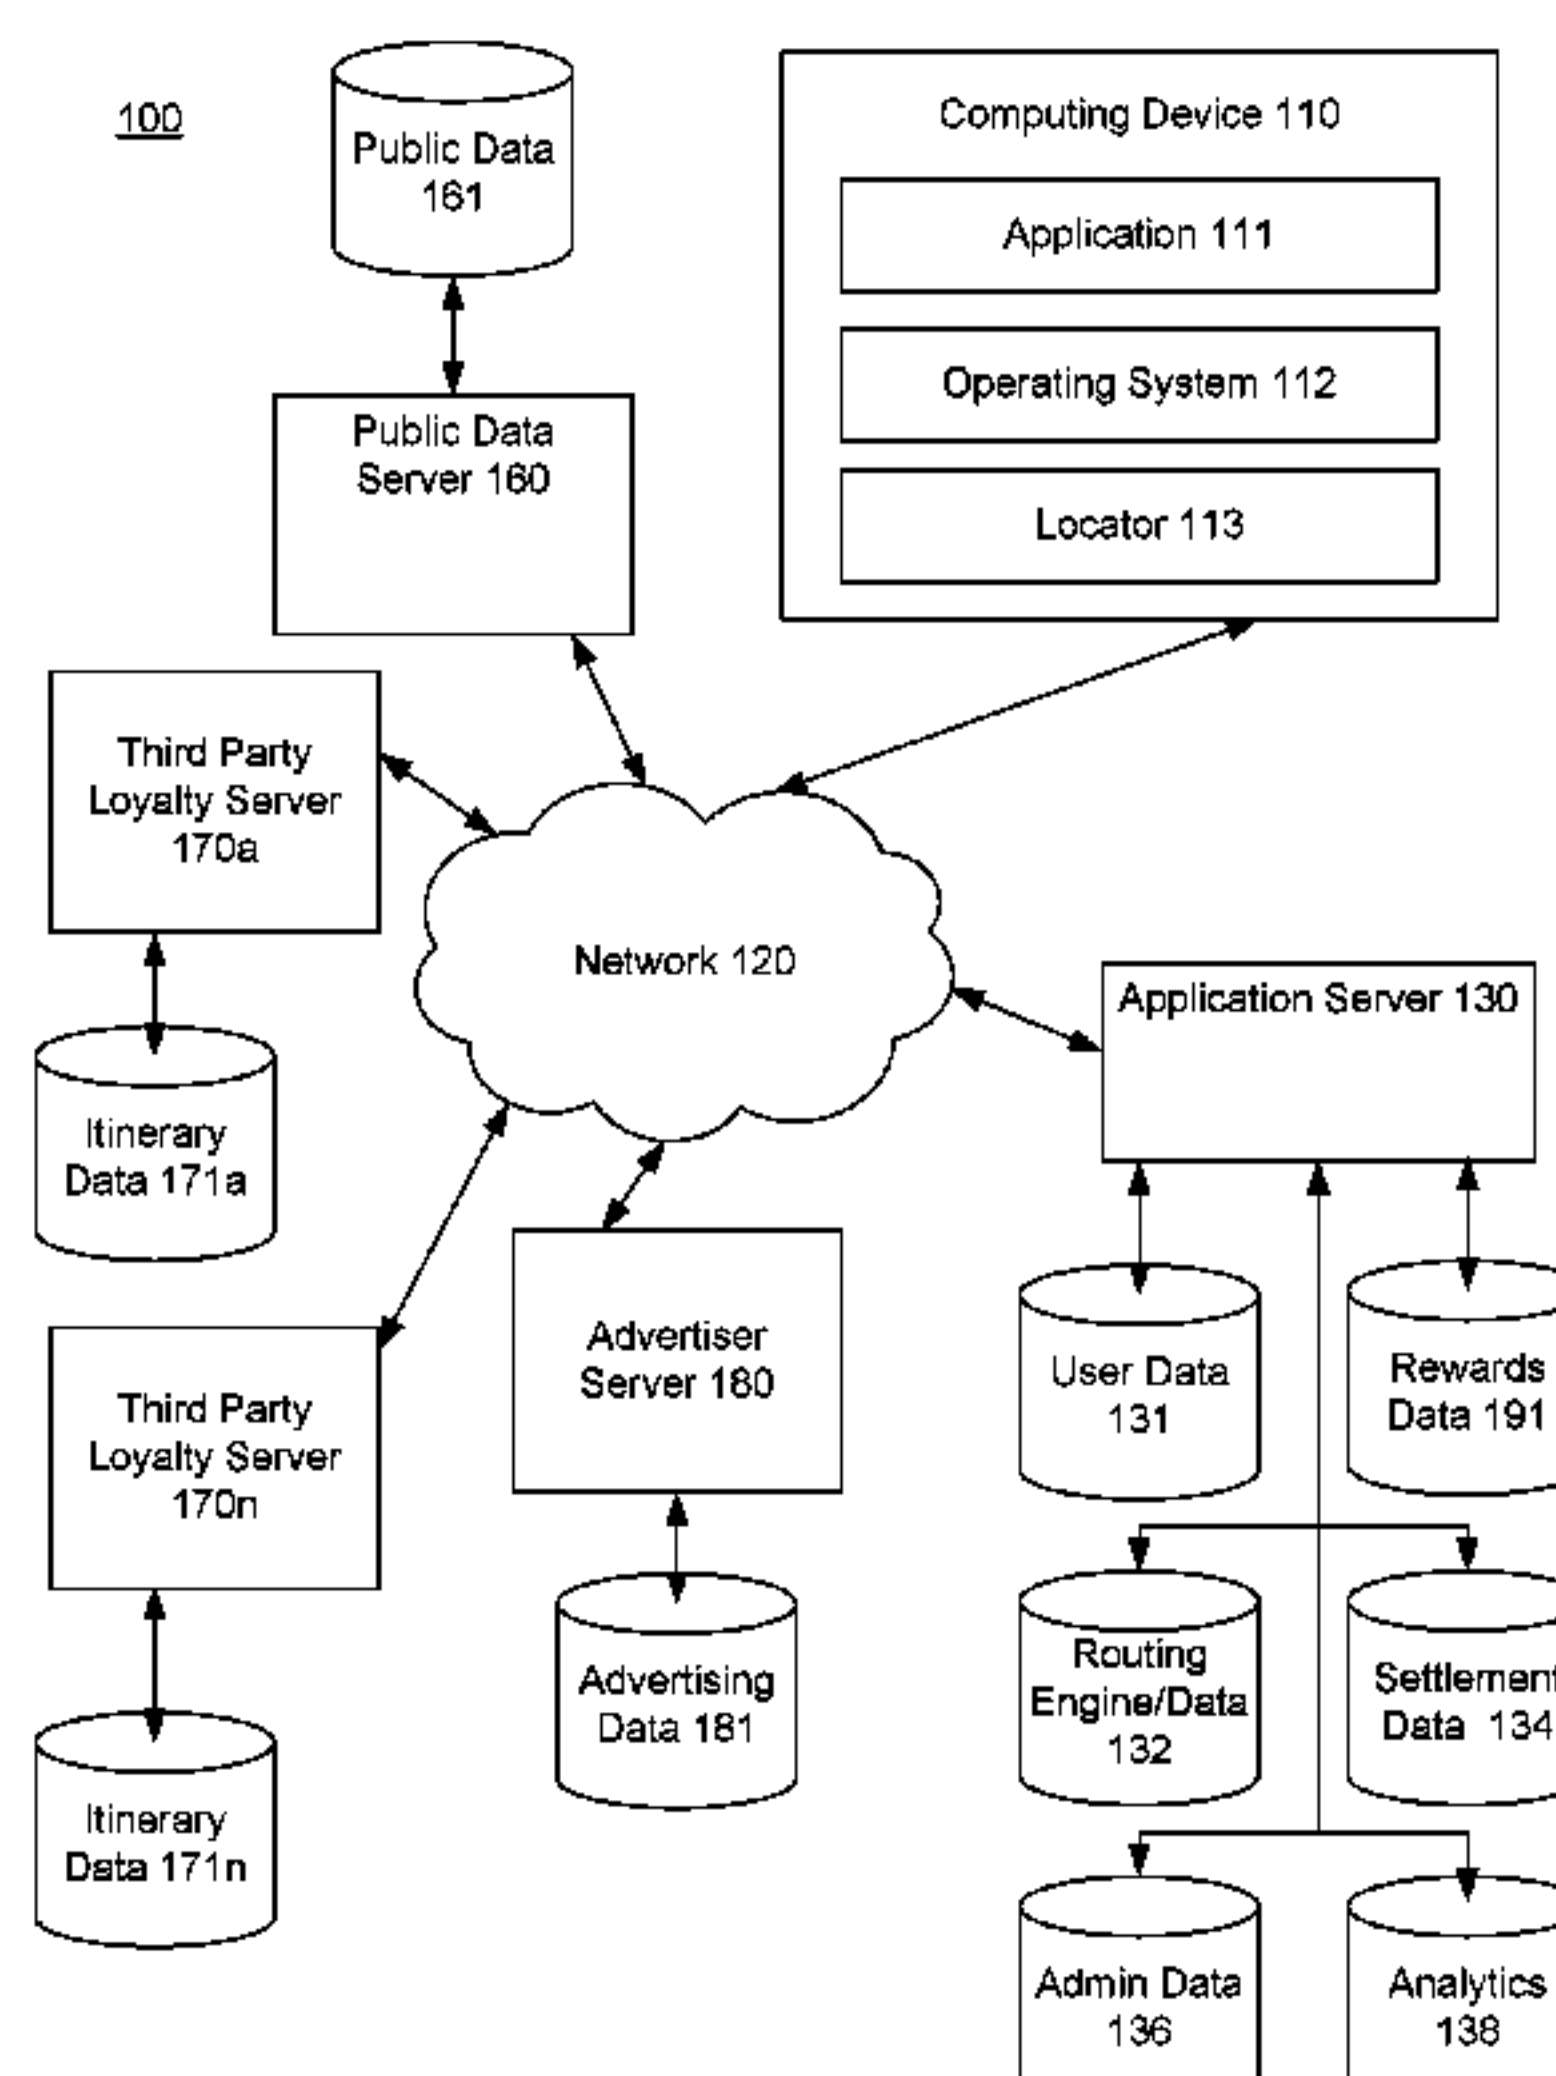 100
Public Data
161
Computing Device 110
Application 111
Operating System 112
Locator 113
Public Data
Server 160
Third Party
Loyalty Server
170a
Network 120
Application Server 130
Itinerary
Data 171a
Advertiser
Server 180
User Data
131
Rewards
Data 191
Third Party
Loyalty Server
170n
Advertising
Data 181
Routing
Engine/Data
132
Settlement
Data 134
Itinerary
Data 171n
Admin Data
136
Analytics
138